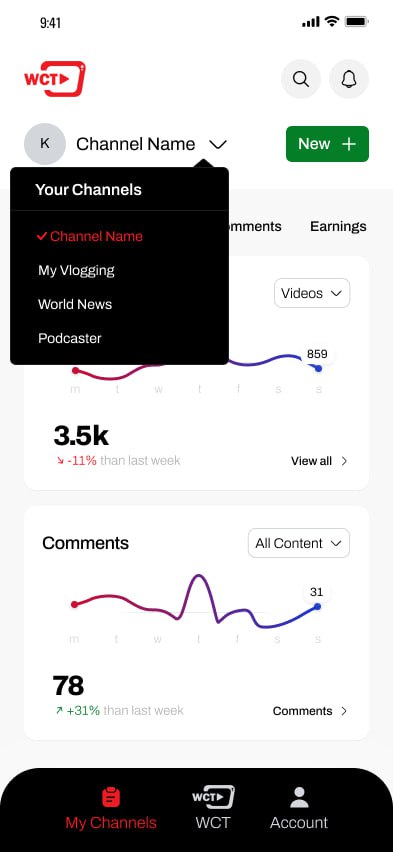 9:41
WCT
K
Channel Name
New
Your Channels
Channel Name
My Vlogging
World News
Podcaster
Earnings
Videos
859
m t w t f s s
3.5k
-11% than last week
View all
Comments
All Content
31
m t w t f s s
78
+31% than last week
Comments
WCT
My Channels
WCT
Account